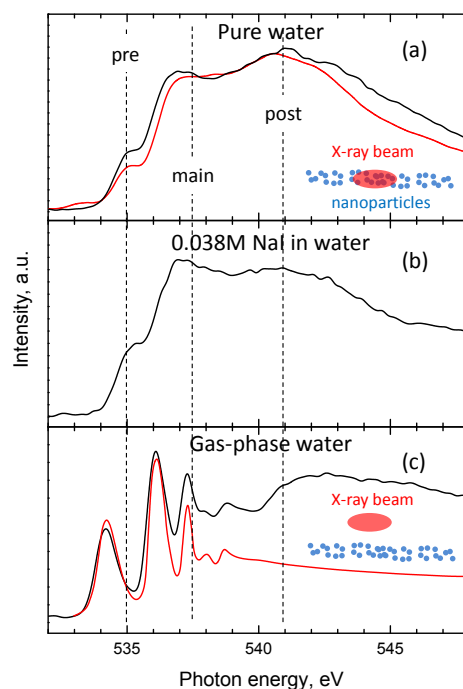 Pure water
pre
(a)
post
main
X-ray beam
nanoparticles
0.038M NaI in water
(b)
Intensity, a.u.
Gas-phase water
(c)
X-ray beam
535 540 545
Photon energy, eV